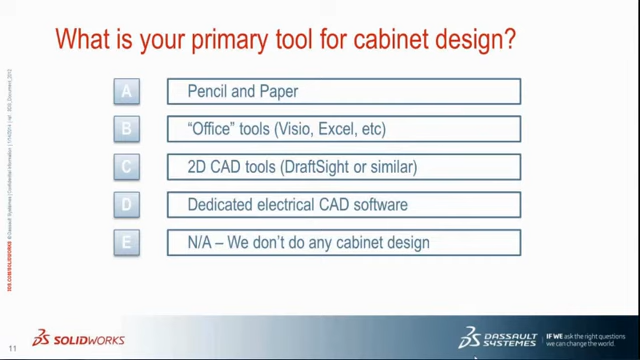 What is your primary tool for cabinet design?
A
Pencil and Paper
B
“Office” tools (Visio, Excel, etc)
C
2D CAD tools (DraftSight or similar)
D
Dedicated electrical CAD software
E
N/A – We don’t do any cabinet design
11
SOLIDWORKS
DASSAULT
SYSTEMES
IF WE ask the right questions
we can change the world